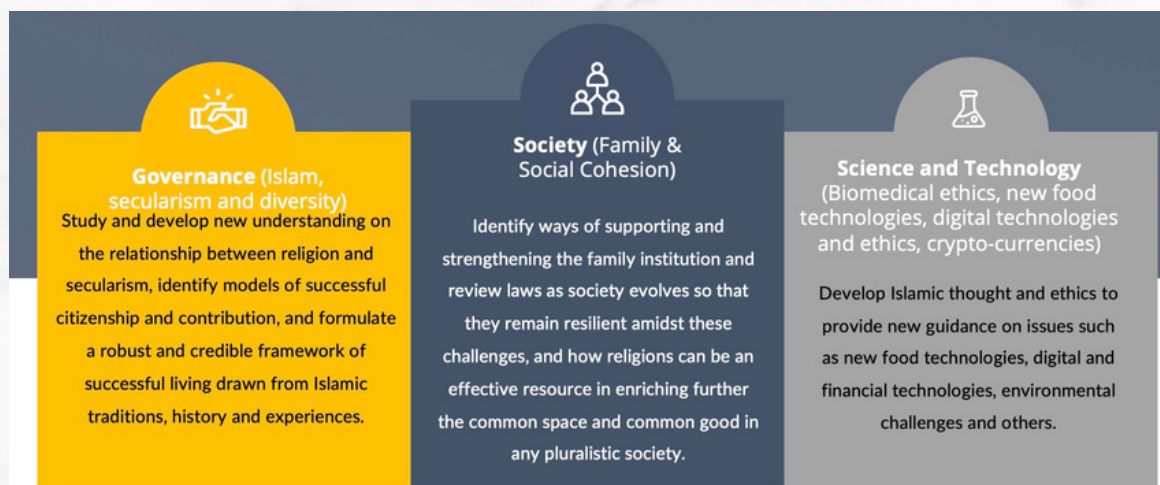 Governance (Islam,
secularism and diversity)
Study and develop new understanding on
the relationship between religion and
secularism, identify models of successful
citizenship and contribution, and formulate
a robust and credible framework of
successful living drawn from Islamic
traditions, history and experiences.
Society (Family &
Social Cohesion)
Identify ways of supporting and
strengthening the family institution and
review laws as society evolves so that
they remain resilient amidst these
challenges, and how religions can be an
effective resource in enriching further
the common space and common good in
any pluralistic society.
Science and Technology
(Biomedical ethics, new food
technologies, digital technologies
and ethics, crypto-currencies)
Develop Islamic thought and ethics to
provide new guidance on issues such
as new food technologies, digital and
financial technologies, environmental
challenges and others.